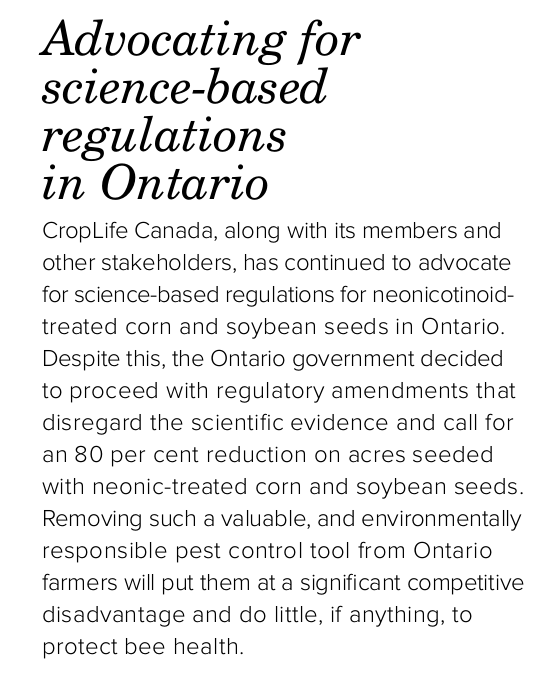 Advocating for
science-based
regulations
in Ontario
CropLife Canada, along with its members and
other stakeholders, has continued to advocate
for science-based regulations for neonicotinoid-
treated corn and soybean seeds in Ontario.
Despite this, the Ontario government decided
to proceed with regulatory amendments that
disregard the scientific evidence and call for
an 80 per cent reduction on acres seeded
with neonic-treated corn and soybean seeds.
Removing such a valuable, and environmentally
responsible pest control tool from Ontario
farmers will put them at a significant competitive
disadvantage and do little, if anything, to
protect bee health.